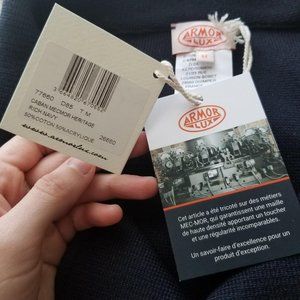 77660 D85 T M
CABAN MECMOR HERITAGE
RICH NAVY
50%COTON,50%ACRYLIQUE
26660
ARMOR
LUX
ARMOR
LUX
Cet article a été tricoté sur des métiers
MEC-MOR, qui garantissent une maille
de haute densité apportant un toucher
et une régularité incomparables.
Un savoir-faire d'excellence pour un
produit d'exception.